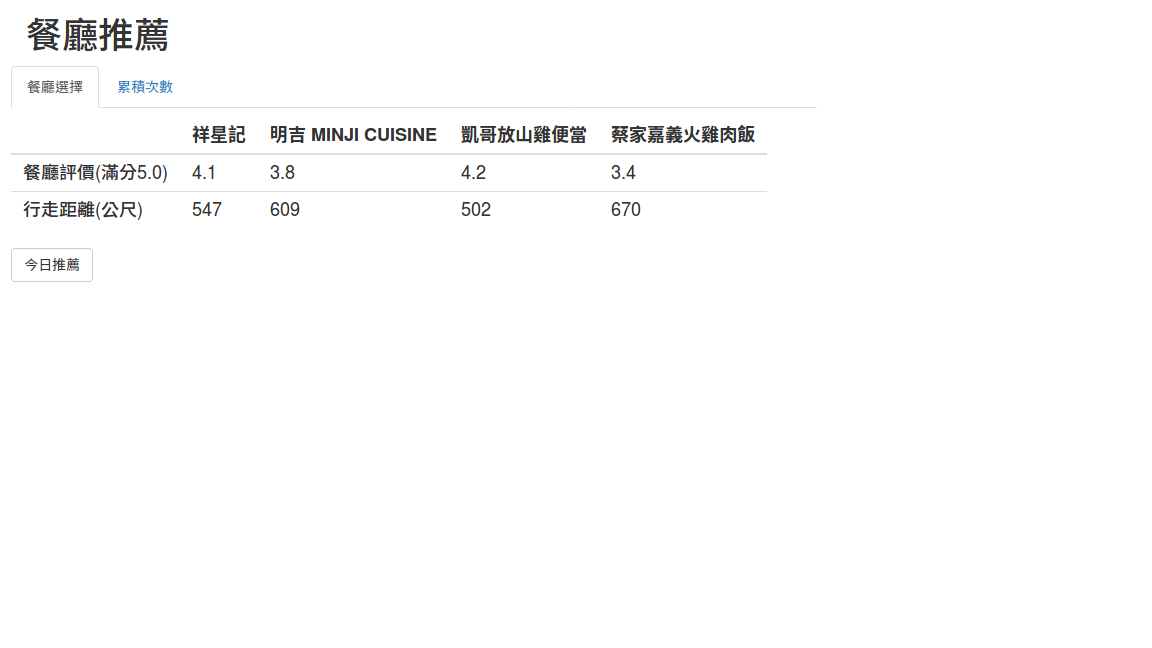 餐廳推薦
餐廳選擇 累積次數
祥星記 明吉 MINJI CUISINE 凱哥放山雞便當 蔡家嘉義火雞肉飯
餐廳評價(滿分5.0) 4.1 3.8 4.2 3.4
行走距離(公尺) 547 609 502 670
今日推薦